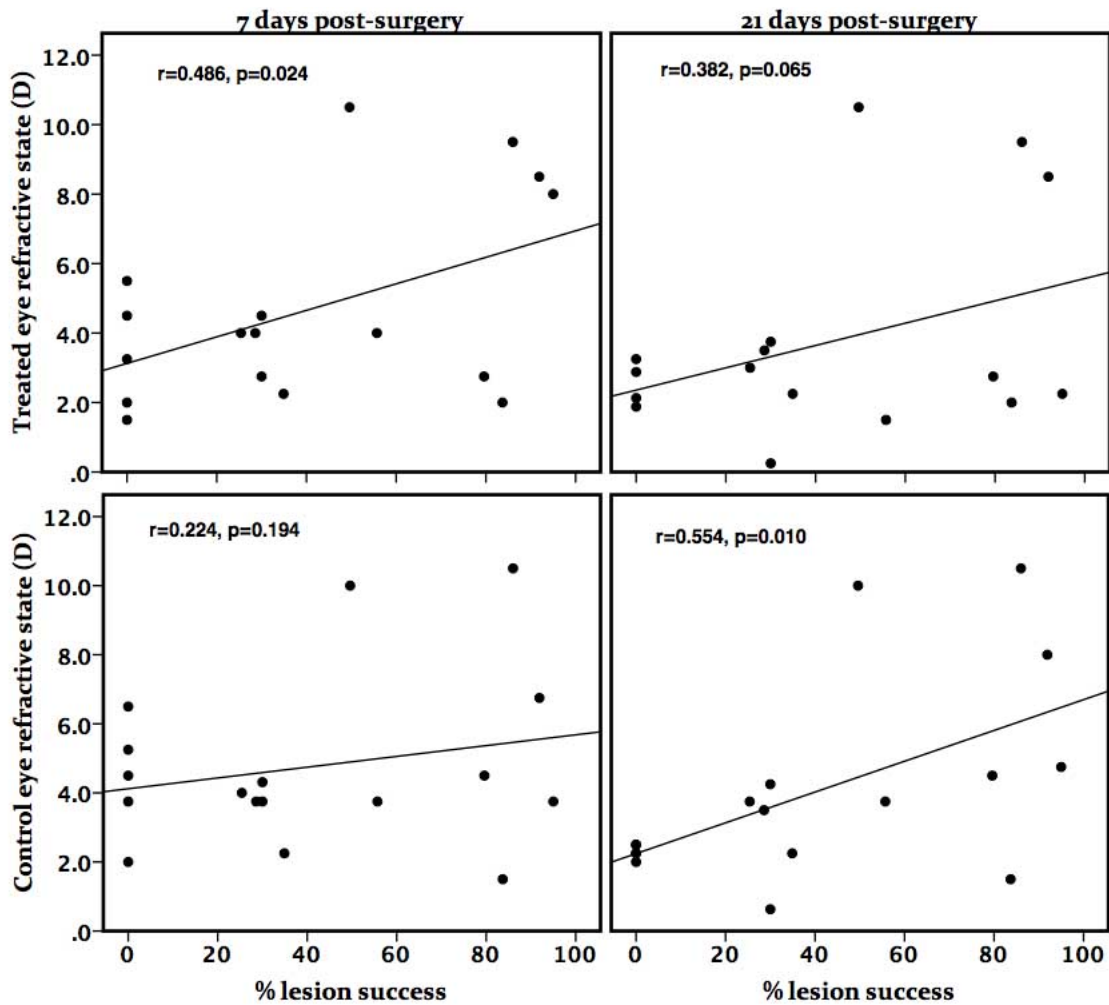 7 days post-surgery
21 days post-surgery
Treated eye refractive state (D)
12.0
10.0
8.0
6.0
4.0
2.0
.0
r=0.486, p=0.024
r=0.382, p=0.065
Control eye refractive state (D)
12.0
10.0
8.0
6.0
4.0
2.0
.0
r=0.224, p=0.194
r=0.554, p=0.010
0 20 40 60 80 100
0 20 40 60 80 100
% lesion success
% lesion success